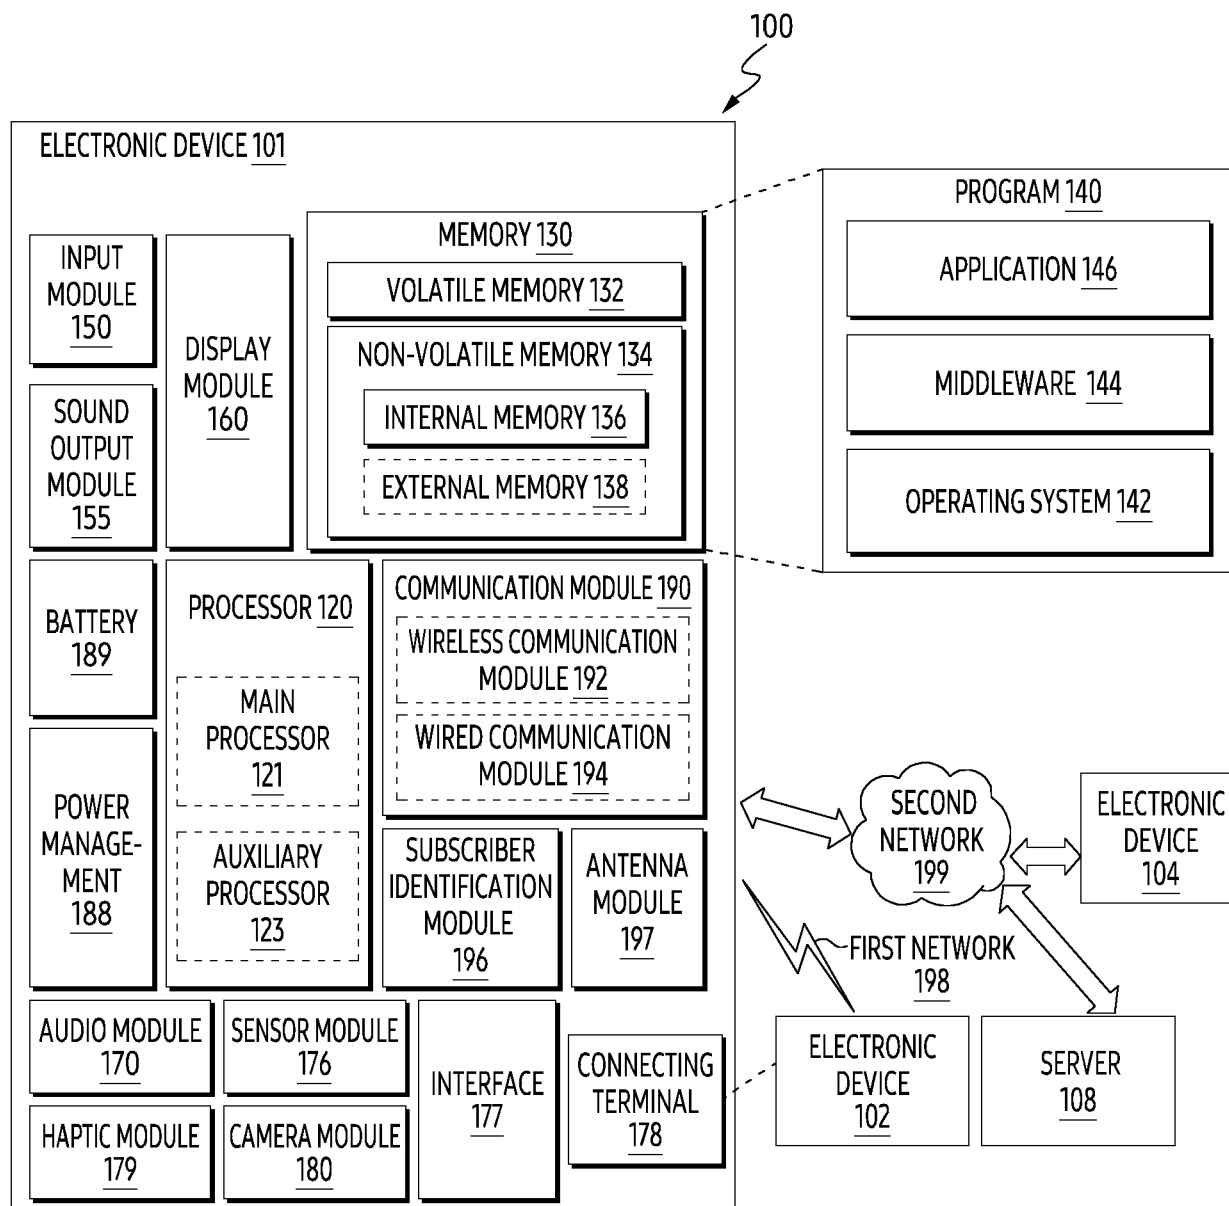 100
ELECTRONIC DEVICE 101
INPUT
MODULE
150
SOUND
OUTPUT
MODULE
155
DISPLAY
MODULE
160
MEMORY 130
VOLATILE MEMORY 132
NON-VOLATILE MEMORY 134
INTERNAL MEMORY 136
EXTERNAL MEMORY 138
PROGRAM 140
APPLICATION 146
MIDDLEWARE 144
OPERATING SYSTEM 142
BATTERY
189
POWER
MANAGE-
MENT
188
PROCESSOR 120
MAIN
PROCESSOR
121
AUXILIARY
PROCESSOR
123
COMMUNICATION MODULE 190
WIRELESS COMMUNICATION
MODULE 192
WIRED COMMUNICATION
MODULE 194
SUBSCRIBER
IDENTIFICATION
MODULE
196
ANTENNA
MODULE
197
SECOND
NETWORK
199
ELECTRONIC
DEVICE
104
FIRST NETWORK
198
AUDIO MODULE
170
SENSOR MODULE
176
HAPTIC MODULE
179
CAMERA MODULE
180
INTERFACE
177
CONNECTING
TERMINAL
178
ELECTRONIC
DEVICE
102
SERVER
108